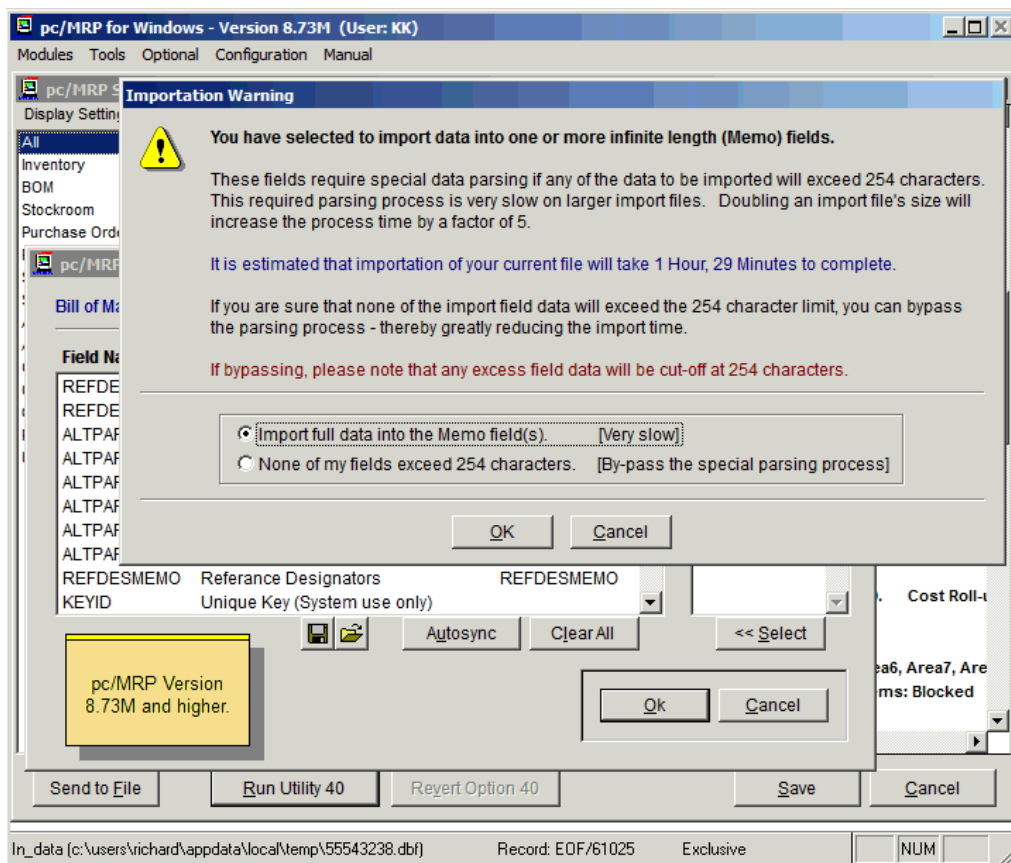 pc/MRP for Windows - Version 8.73M (User: KK)
Modules Tools Optional Configuration Manual
pc/MRP S
Display Setting
Importation Warning
All
Inventory
BOM
Stockroom
Purchase Orde
You have selected to import data into one or more infinite length (Memo) fields.
These fields require special data parsing if any of the data to be imported will exceed 254 characters.
This required parsing process is very slow on larger import files. Doubling an import file's size will
increase the process time by a factor of 5.
It is estimated that importation of your current file will take 1 Hour, 29 Minutes to complete.
If you are sure that none of the import field data will exceed the 254 character limit, you can bypass
the parsing process - thereby greatly reducing the import time.
If bypassing, please note that any excess field data will be cut-off at 254 characters.
Import full data into the Memo field(s). [Very slow]
None of my fields exceed 254 characters. [By-pass the special parsing process]
OK Cancel
pc/MRP
Bill of Ma
Field Na
REFDE
REFDE
ALTPAR
ALTPAR
ALTPAR
ALTPAR
ALTPAR
ALTPAR
REFDESMEMO Referance Designators REFDESMEMO
KEYID Unique Key (System use only)
Autosync Clear All << Select
pc/MRP Version
8.73M and higher.
Ok Cancel
). Cost Roll-u
ea6, Area7, Are
ms: Blocked
Send to File Run Utility 40 Revert Option 40 Save Cancel
In_data (c:\users\richard\appdata\local\temp\55543238.dbf) Record: EOF/61025 Exclusive NUM